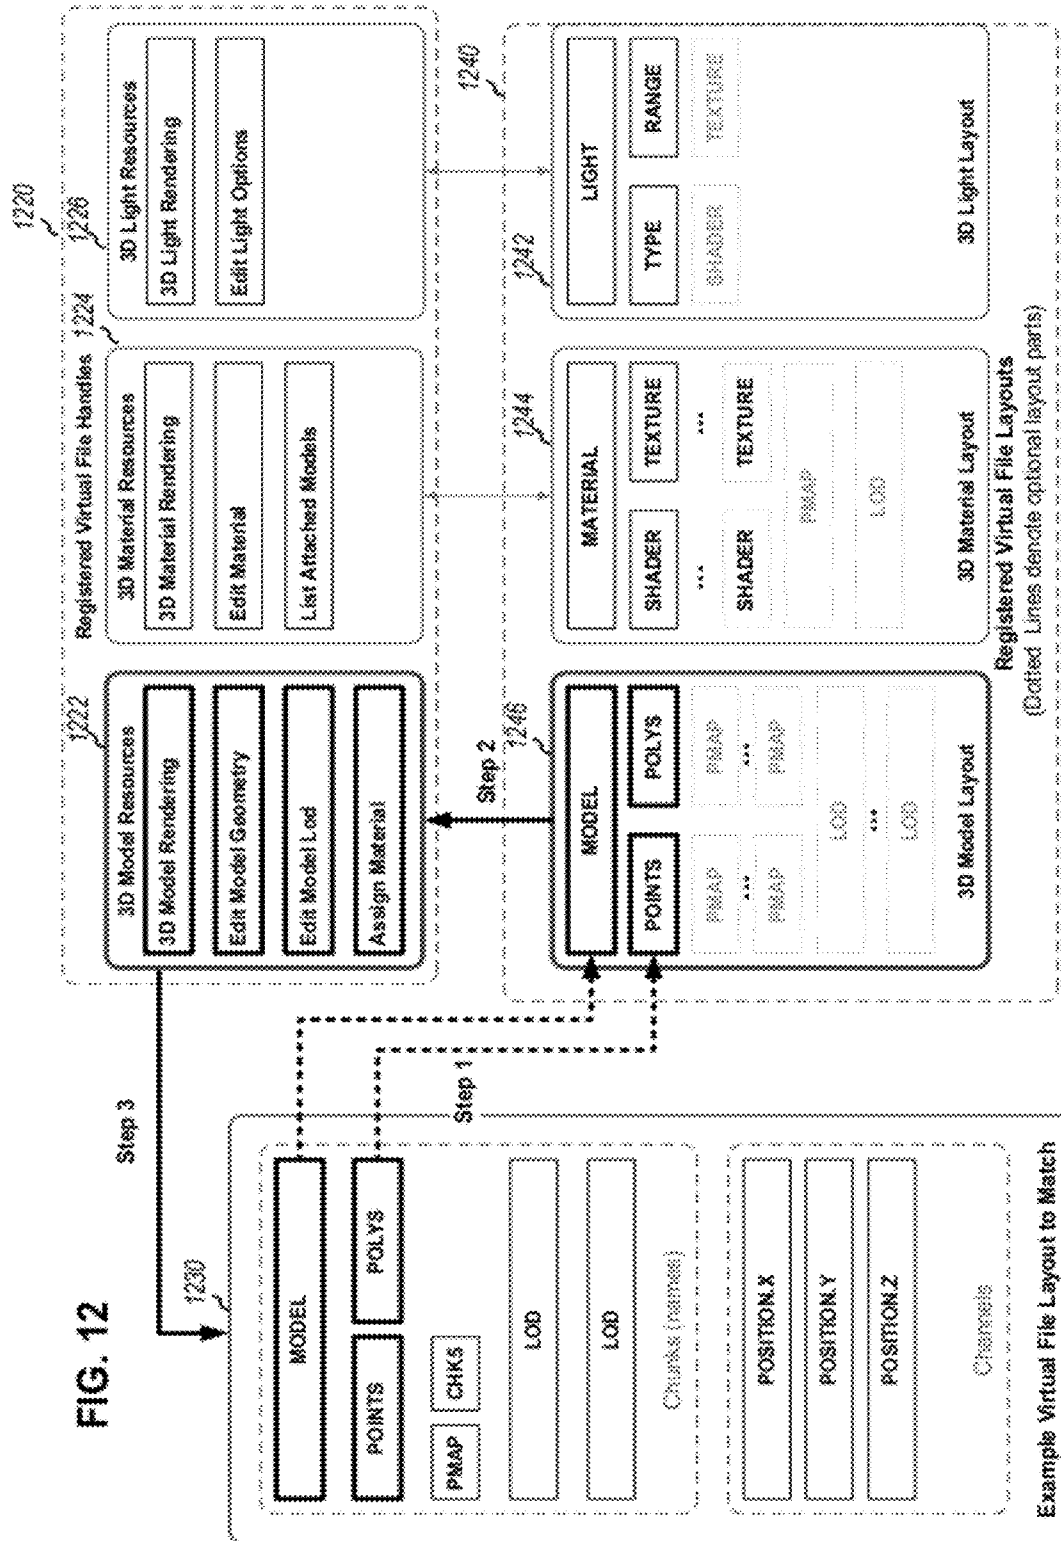 FIG. 12
Step 3
1220
Registered Virtual File Handles
1222
3D Model Resources
3D Model Rendering
Edit Model Geometry
Edit Model Lod
Assign Material
1224
3D Material Resources
3D Material Rendering
Edit Material
List Attached Models
1226
3D Light Resources
3D Light Rendering
Edit Light Options
1230
MODEL
POINTS
POLYS
PMAP
CHKS
LOD
LOD
Chunks (names)
POSITION.X
POSITION.Y
POSITION.Z
Channels
Example Virtual File Layout to Match
Step 1
Step 2
1240
1246
MODEL
POINTS
POLYS
PMAP
PMAP
...
...
PMAP
PMAP
LOD
...
LOD
3D Model Layout
1244
MATERIAL
SHADER
TEXTURE
...
...
SHADER
TEXTURE
PMAP
LOD
3D Material Layout
1242
LIGHT
TYPE
RANGE
SHADER
TEXTURE
3D Light Layout
Registered Virtual File Layouts
(Dotted Lines denote optional layout parts)